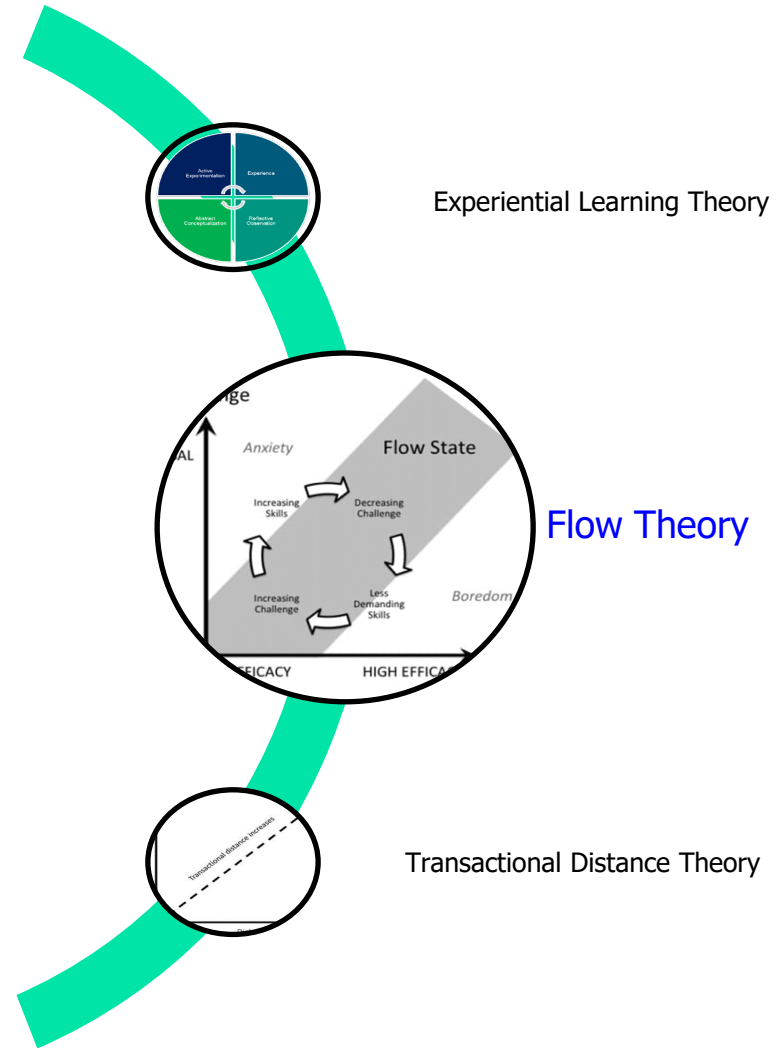 Active
Experimentation
Experience
Abstract
Conceptualization
Reflective
Observation
Experiential Learning Theory
Anxiety
Flow State
Increasing
Skills
Decreasing
Challenge
Flow Theory
Increasing
Challenge
Less
Demanding
Skills
Boredom
HIGH
Transactional distance increases
Transactional Distance Theory